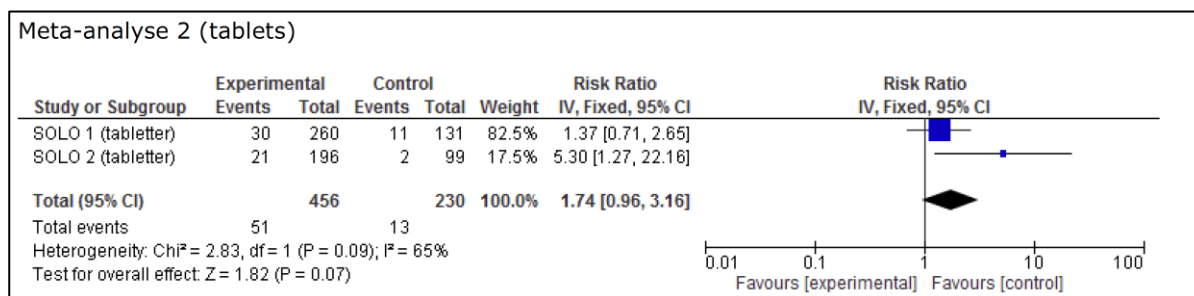 Meta-analyse 2 (tablets)
Experimental Control Risk Ratio Risk Ratio
Study or Subgroup Events Total Events Total Weight IV, Fixed, 95% CI IV, Fixed, 95% CI
SOLO 1 (tabletter) 30 260 11 131 82.5% 1.37 [0.71, 2.65]
SOLO 2 (tabletter) 21 196 2 99 17.5% 5.30 [1.27, 22.16]
Total (95% CI) 456 230 100.0% 1.74 [0.96, 3.16]
Total events 51 13
Heterogeneity: Chi² = 2.83, df = 1 (P = 0.09); I² = 65%
Test for overall effect: Z = 1.82 (P = 0.07)
0.01 0.1 1 10 100
Favours [experimental] Favours [control]